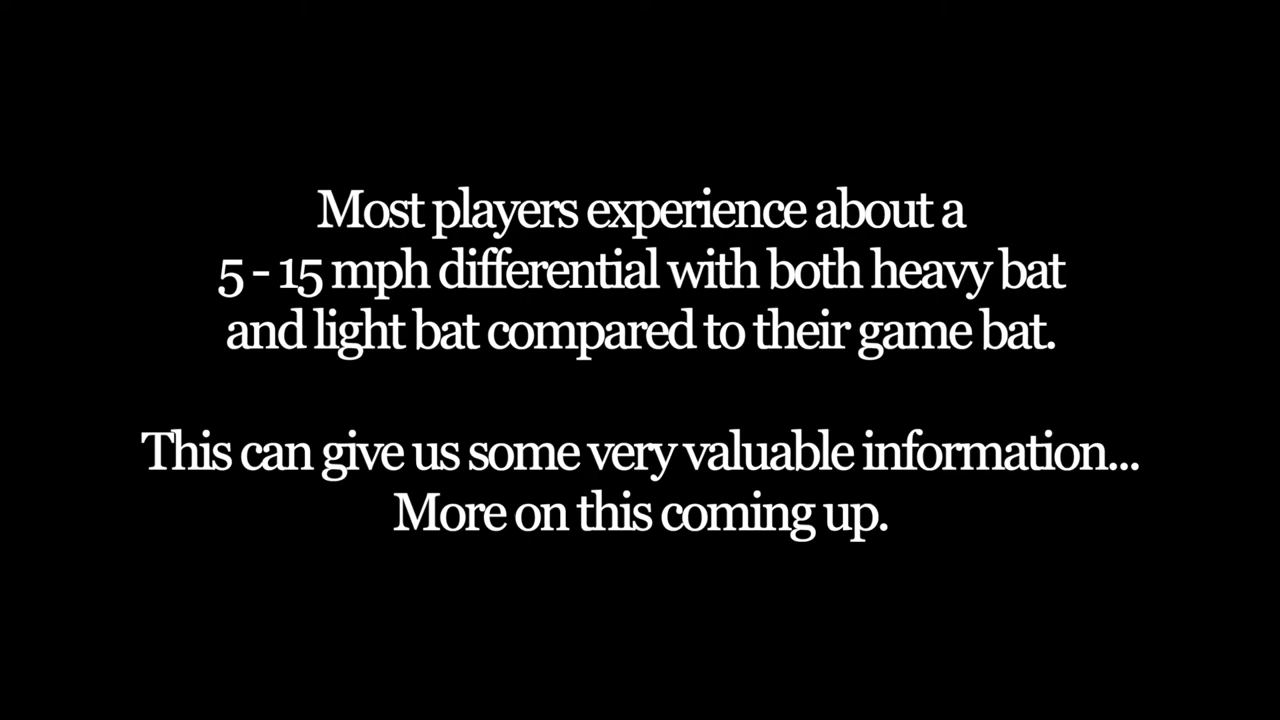 Most players experience about a
5 - 15 mph differential with both heavy bat
and light bat compared to their game bat.
This can give us some very valuable information...
More on this coming up.